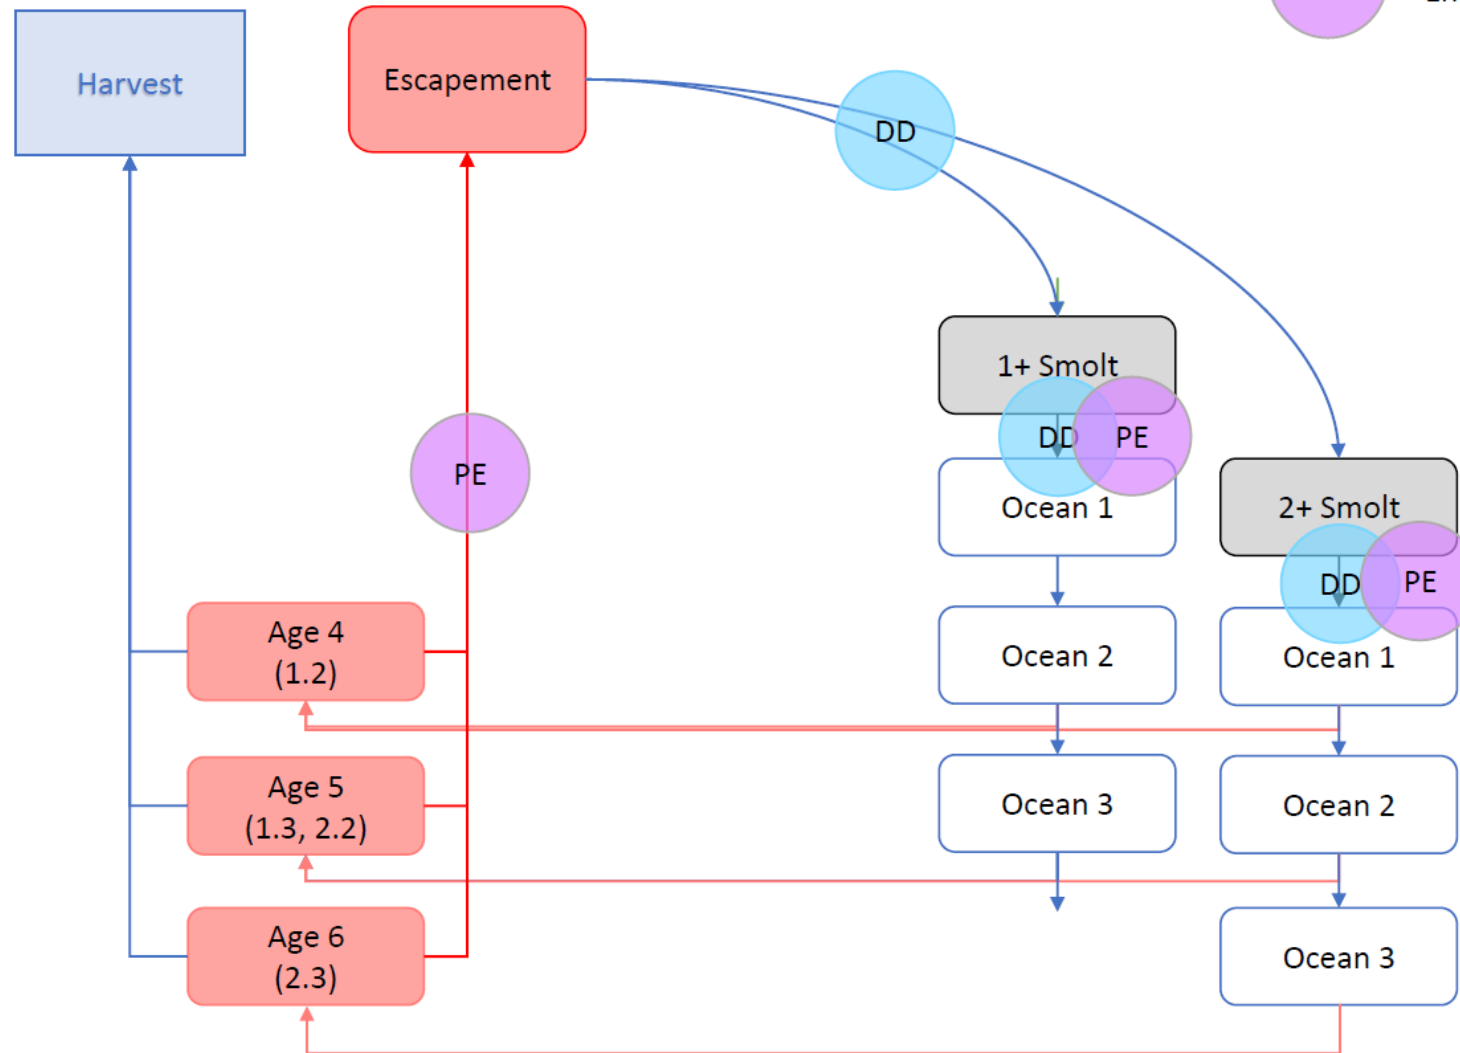 Harvest
Escapement
DD
1+ Smolt
DD
PE
Ocean 1
2+ Smolt
PE
DD
PE
Age 4
(1.2)
Ocean 2
Ocean 1
Age 5
(1.3, 2.2)
Ocean 3
Ocean 2
Age 6
(2.3)
Ocean 3